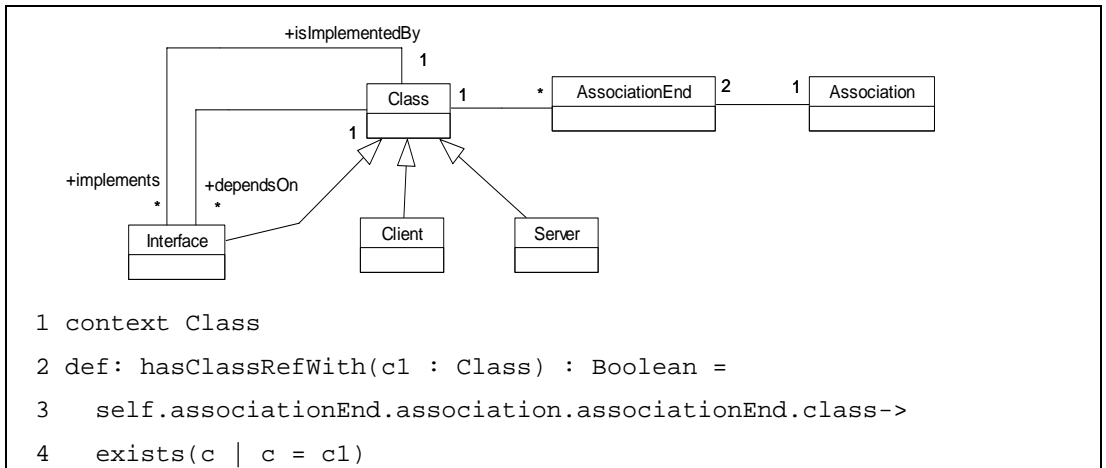 +isImplementedBy
1
Class
1
*
AssociationEnd
2
1
Association
1
+implements
*
+dependsOn
*
Interface
Client
Server
1 context Class
2 def: hasClassRefWith(c1 : Class) : Boolean =
3 self.associationEnd.association.associationEnd.class->
4 exists(c | c = c1)